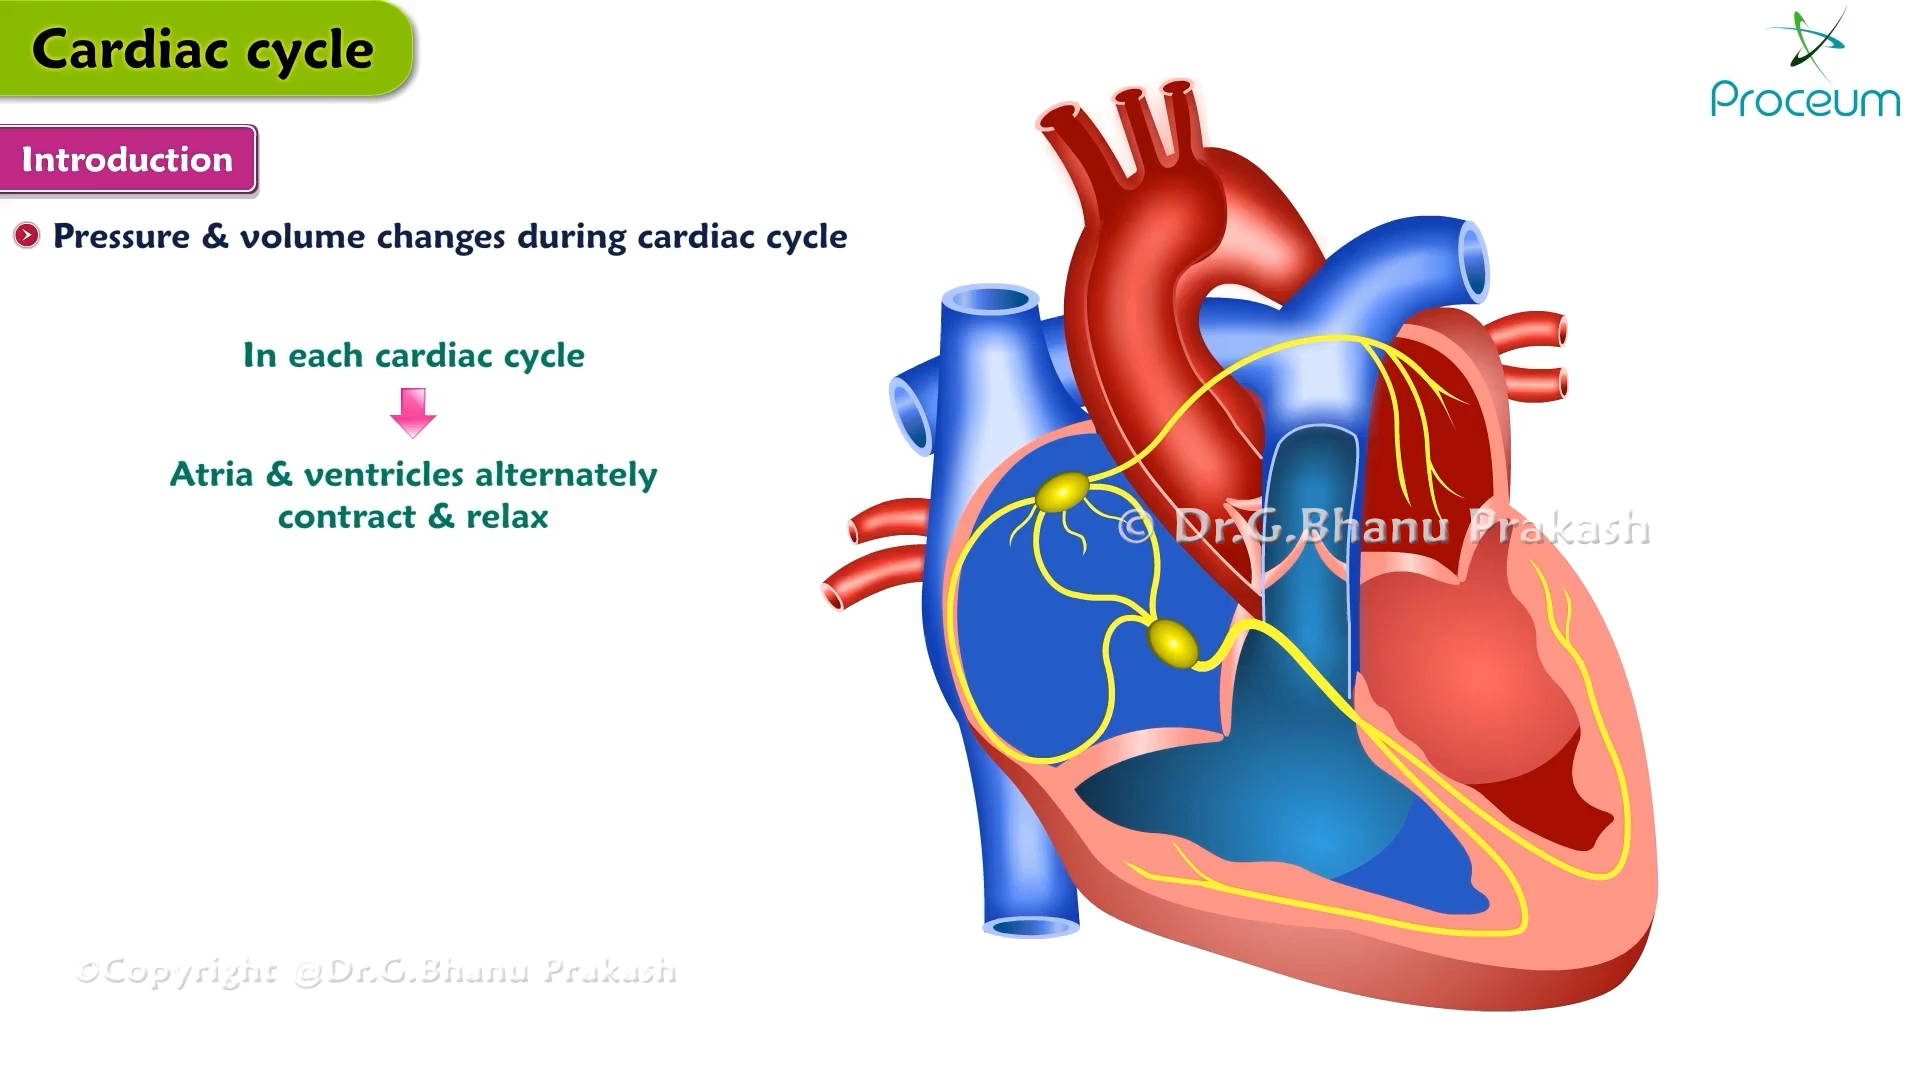 Cardiac cycle
Proceum
Introduction
Pressure & volume changes during cardiac cycle
In each cardiac cycle
Atria & ventricles alternately
contract & relax
© Dr.G.Bhanu Prakash
©Copyright @Dr.G.Bhanu Prakash